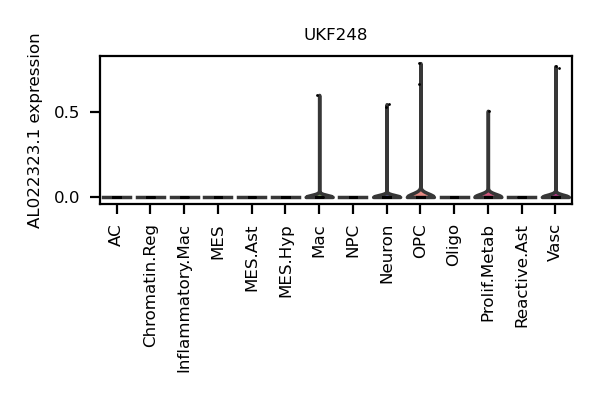 UKF248
AL022323.1 expression
0.5
0.0
AC
Chromatin.Reg
Inflammatory.Mac
MES
MES.Ast
MES.Hyp
Mac
NPC
Neuron
OPC
Oligo
Prolif.Metab
Reactive.Ast
Vasc